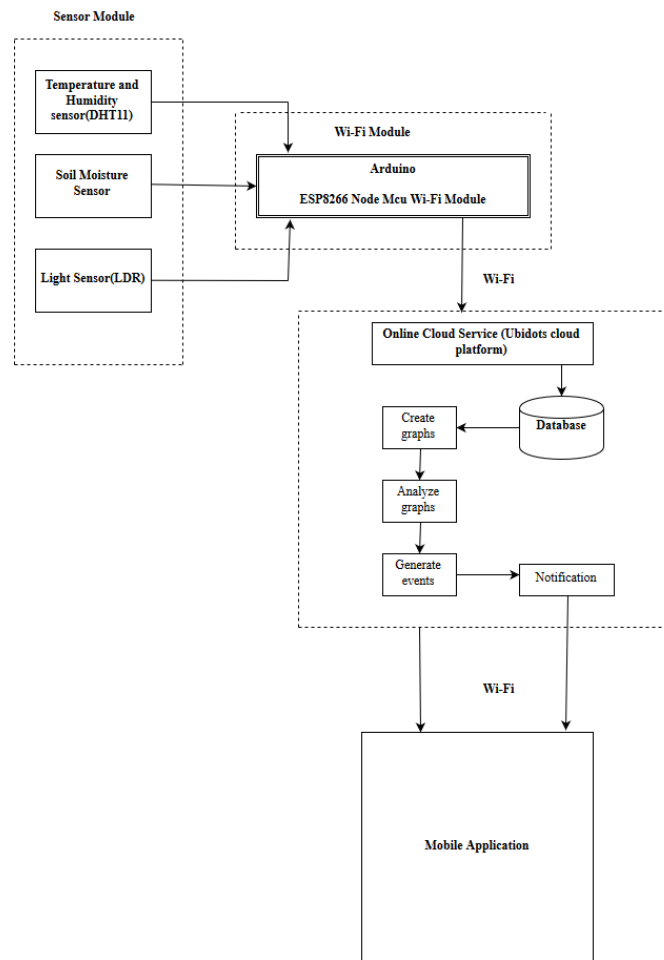 Sensor Module
Temperature and
Humidity
sensor(DHT11)
Wi-Fi Module
Arduino
ESP8266 Node Mcu Wi-Fi Module
Soil Moisture
Sensor
Light Sensor(LDR)
Wi-Fi
Online Cloud Service (Ubidots cloud
platform)
Database
Create
graphs
Analyze
graphs
Generate
events
Notification
Wi-Fi
Mobile Application